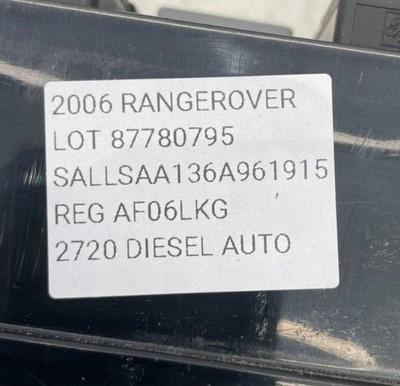 2006 RANGEROVER
LOT 87780795
SALLSAA136A961915
REG AF06LKG
2720 DIESEL AUTO